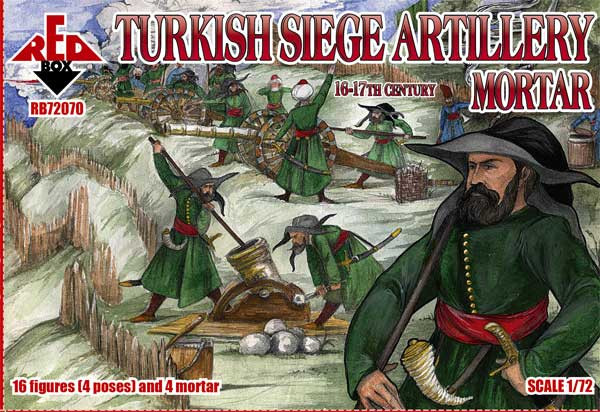 RED
BOX
RB72070
TURKISH SIEGE ARTILLERY
16-17TH CENTURY
MORTAR
16 figures (4 poses) and 4 mortar
SCALE 1/72